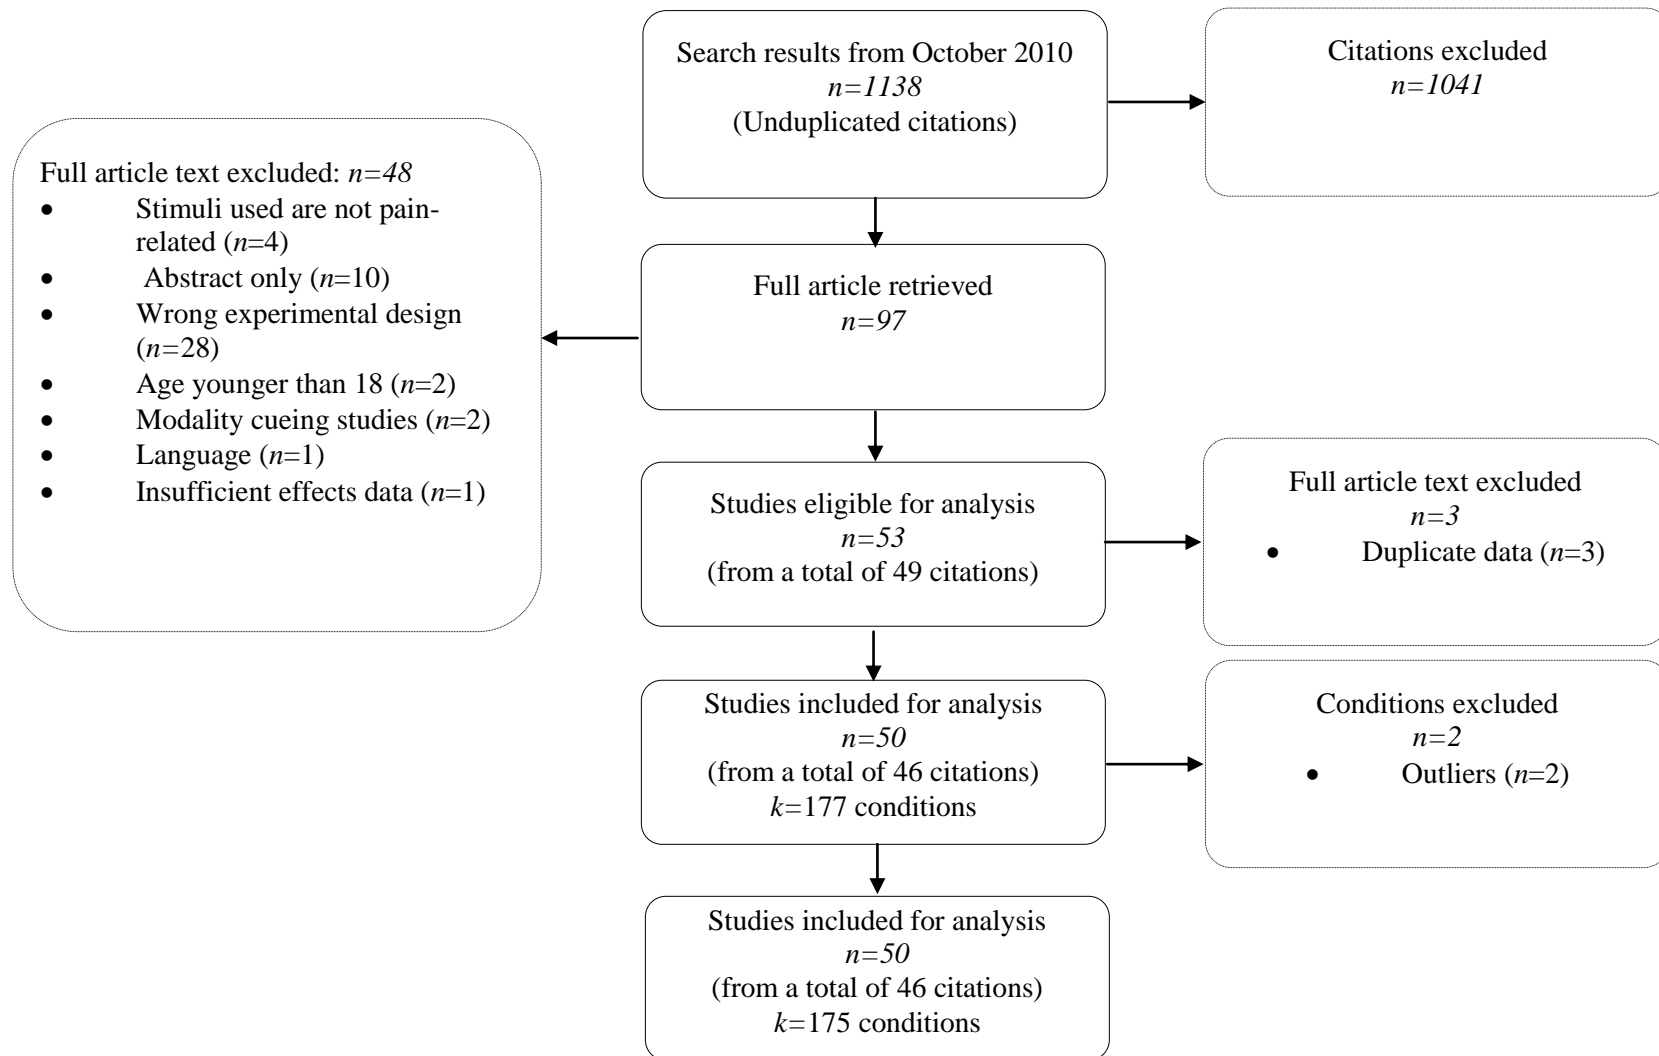 Search results from October 2010
n=1138
(Unduplicated citations)
Citations excluded
n=1041
Full article text excluded: n=48
• Stimuli used are not pain-
related (n=4)
• Abstract only (n=10)
• Wrong experimental design
(n=28)
• Age younger than 18 (n=2)
• Modality cueing studies (n=2)
• Language (n=1)
• Insufficient effects data (n=1)
Full article retrieved
n=97
Studies eligible for analysis
n=53
(from a total of 49 citations)
Full article text excluded
n=3
• Duplicate data (n=3)
Studies included for analysis
n=50
(from a total of 46 citations)
k=177 conditions
Conditions excluded
n=2
• Outliers (n=2)
Studies included for analysis
n=50
(from a total of 46 citations)
k=175 conditions